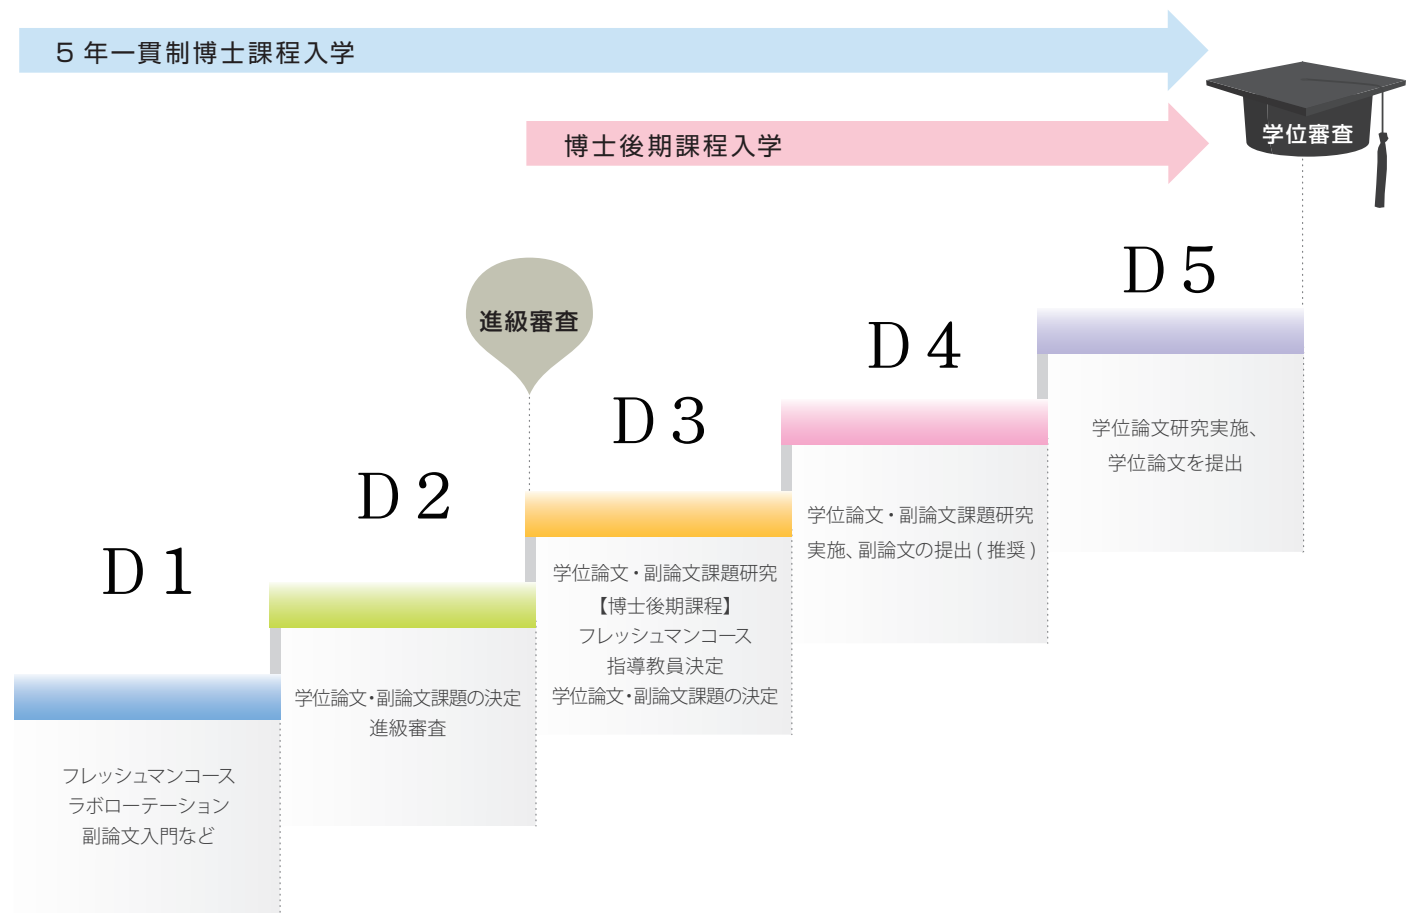 5年一貫制博士課程入学
博士後期課程入学
学位審査
進級審査
D1
フレッシュマンコース
ラボローテーション
副論文入門など
D2
学位論文・副論文課題の決定
進級審査
D3
学位論文・副論文課題研究
【博士後期課程】
フレッシュマンコース
指導教員決定
学位論文・副論文課題の決定
D4
学位論文・副論文課題研究
実施、副論文の提出(推奨)
D5
学位論文研究実施、
学位論文を提出